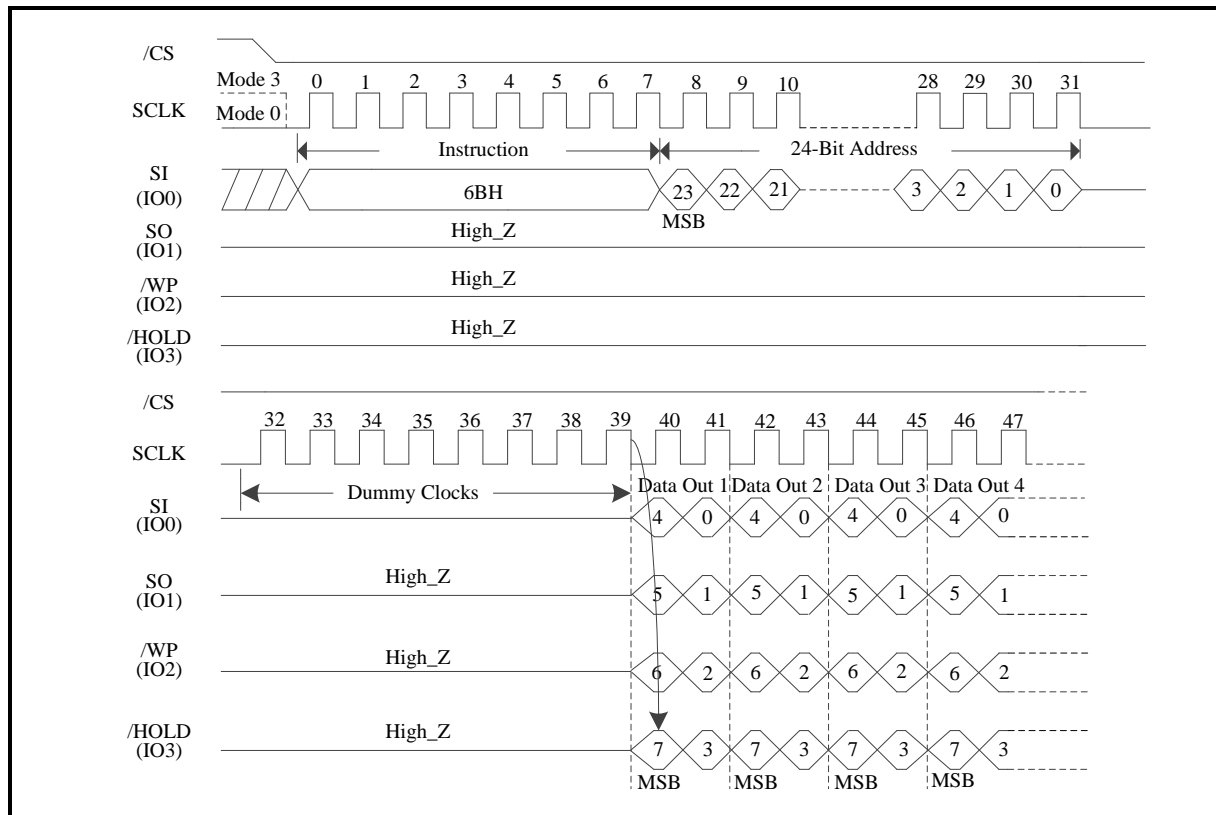 /CS
Mode 3 0 1 2 3 4 5 6 7 8 9 10 28 29 30 31
SCLK Mode 0
Instruction 24-Bit Address
SI
(IO0) 6BH 23 22 21 3 2 1 0
MSB
SO
(IO1) High_Z
/WP
(IO2) High_Z
/HOLD
(IO3) High_Z
/CS
32 33 34 35 36 37 38 39 40 41 42 43 44 45 46 47
SCLK
Dummy Clocks Data Out 1 Data Out 2 Data Out 3 Data Out 4
SI
(IO0) 4 0 4 0 4 0 4 0
SO
(IO1) High_Z 5 1 5 1 5 1 5 1
/WP
(IO2) High_Z 6 2 6 2 6 2 6 2
/HOLD
(IO3) High_Z 7 3 7 3 7 3 7 3
MSB MSB MSB MSB